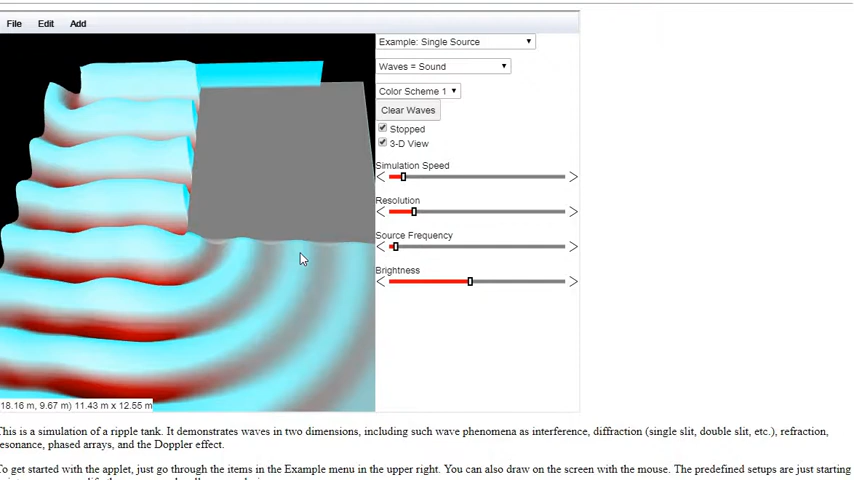 File Edit Add
Example: Single Source
Waves = Sound
Color Scheme 1
Clear Waves
Stopped
3-D View
Simulation Speed
Resolution
Source Frequency
Brightness
18.16 m, 9.67 m) 11.43 m x 12.55 m
This is a simulation of a ripple tank. It demonstrates waves in two dimensions, including such wave phenomena as interference, diffraction (single slit, double slit, etc.), refraction,
resonance, phased arrays, and the Doppler effect.
To get started with the applet, just go through the items in the Example menu in the upper right. You can also draw on the screen with the mouse. The predefined setups are just starting